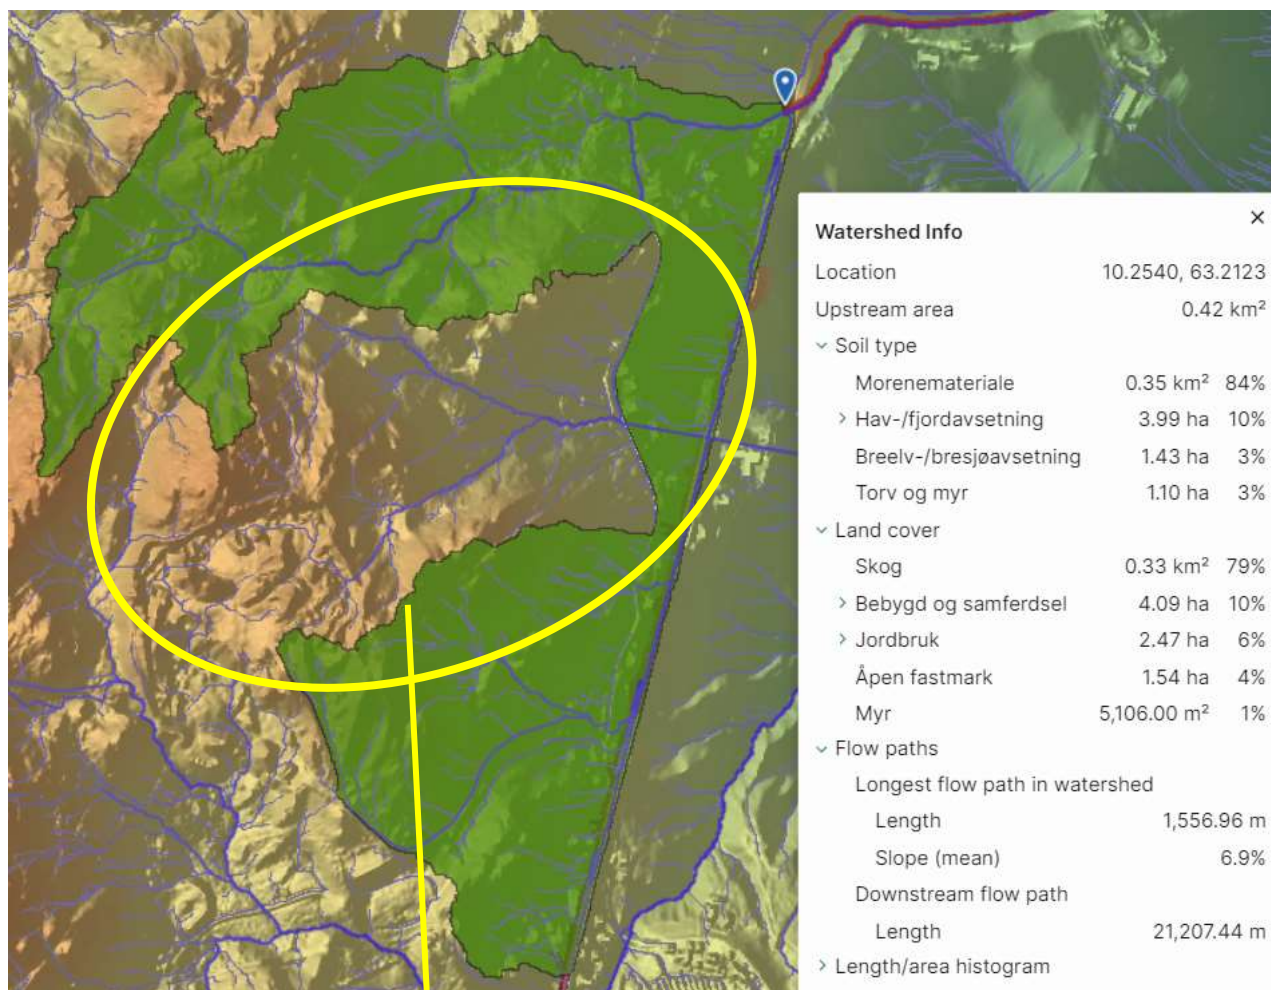 Watershed Info ×
Location 10.2540, 63.2123
Upstream area 0.42 km²
Soil type
Morenemateriale 0.35 km² 84%
Hav-/fjordavsetning 3.99 ha 10%
Breelv-/bresjøavsetning 1.43 ha 3%
Torv og myr 1.10 ha 3%
Land cover
Skog 0.33 km² 79%
Bebygd og samferdsel 4.09 ha 10%
Jordbruk 2.47 ha 6%
Åpen fastmark 1.54 ha 4%
Myr 5,106.00 m² 1%
Flow paths
Longest flow path in watershed
Length 1,556.96 m
Slope (mean) 6.9%
Downstream flow path
Length 21,207.44 m
Length/area histogram